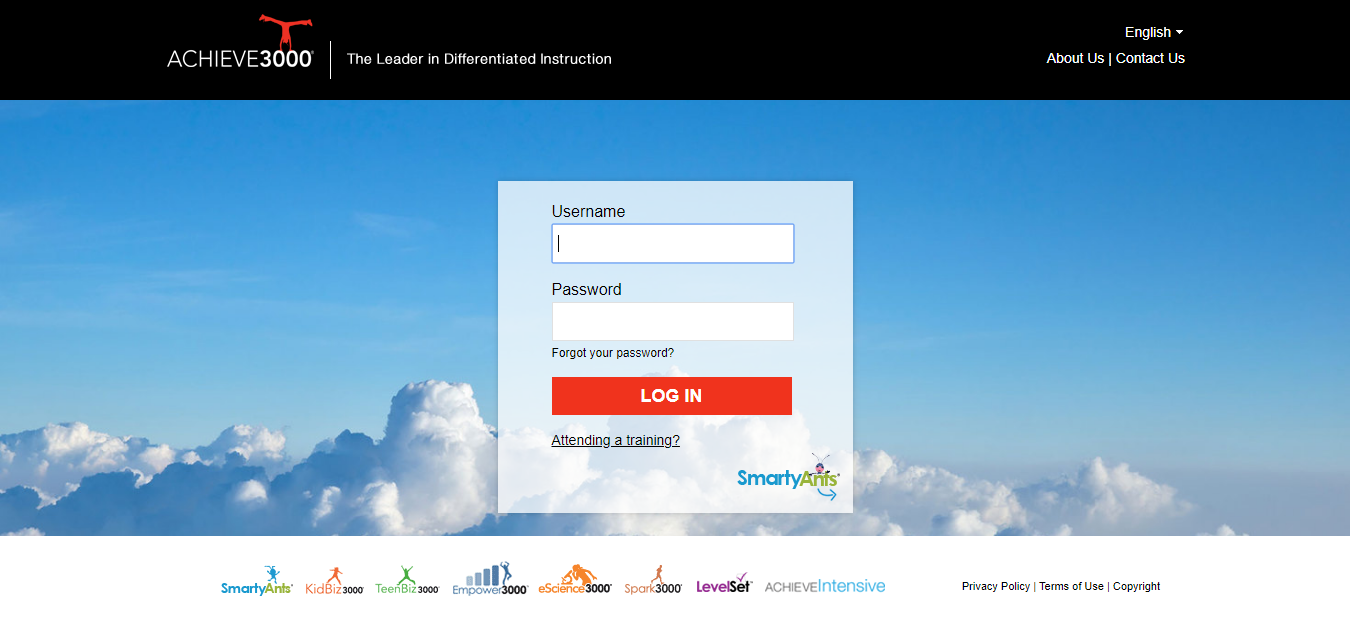 English
ACHIEVE3000® | The Leader in Differentiated Instruction
About Us | Contact Us
Username
Password
Forgot your password?
LOG IN
Attending a training?
SmartyAnts®
SmartyAnts® KidBiz3000® TeenBiz3000® Empower3000® eScience3000® Spark3000® LevelSet™ ACHIEVEIntensive
Privacy Policy | Terms of Use | Copyright